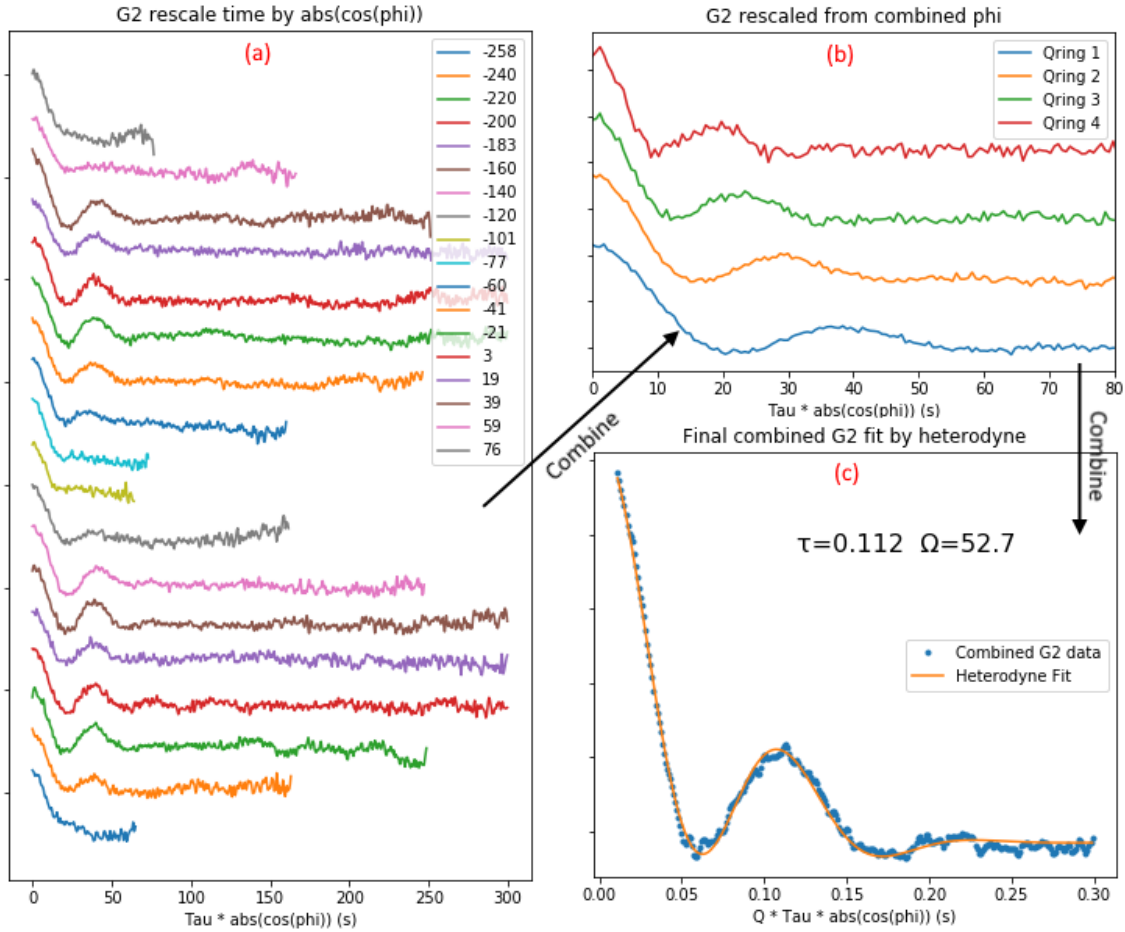 G2 rescale time by abs(cos(phi))
(a)
-258
-240
-220
-200
-183
-160
-140
-120
-101
-77
-60
-41
-21
3
19
39
59
76
0 50 100 150 200 250 300
Tau * abs(cos(phi)) (s)
Combine
G2 rescaled from combined phi
(b)
Qring 1
Qring 2
Qring 3
Qring 4
0 10 20 30 40 50 60 70 80
Tau * abs(cos(phi)) (s)
Combine
Final combined G2 fit by heterodyne
(c)
τ=0.112 Ω=52.7
Combined G2 data
Heterodyne Fit
0.00 0.05 0.10 0.15 0.20 0.25 0.30
Q * Tau * abs(cos(phi)) (s)